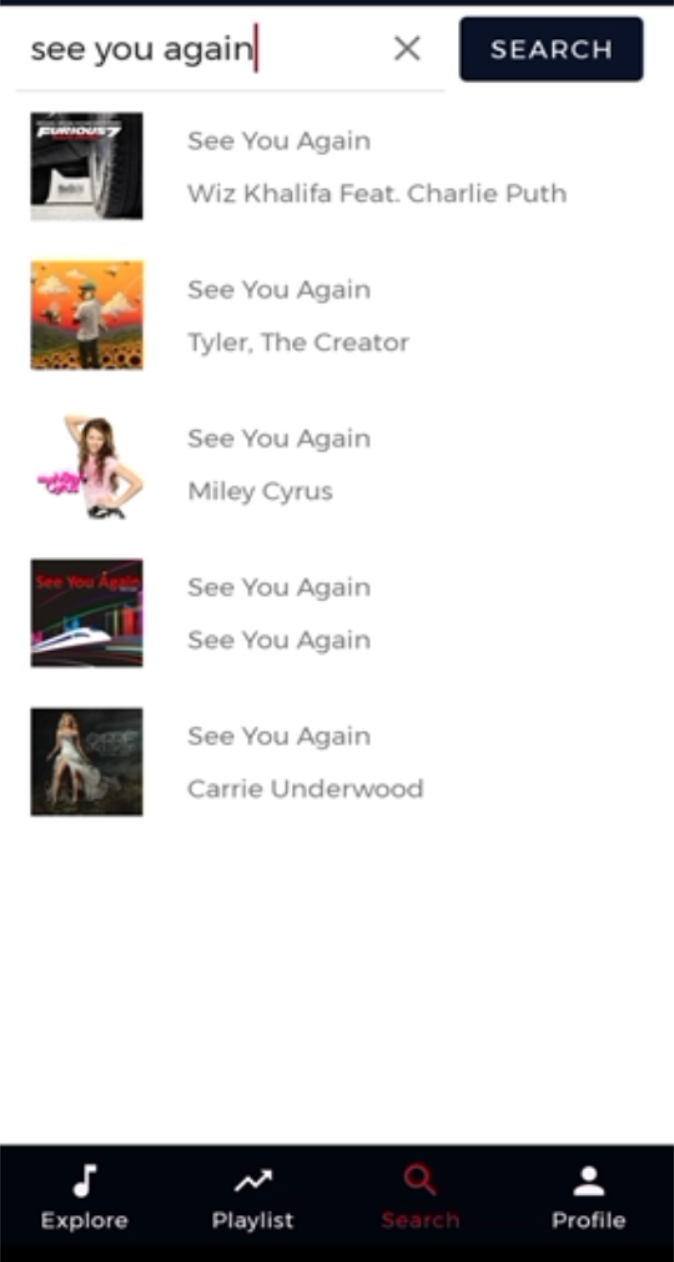 see you again
SEARCH
FURIOUS 7
See You Again
Wiz Khalifa Feat. Charlie Puth
See You Again
Tyler, The Creator
See You Again
Miley Cyrus
See You Again
See You Again
See You Again
See You Again
Carrie Underwood
Explore
Playlist
Search
Profile